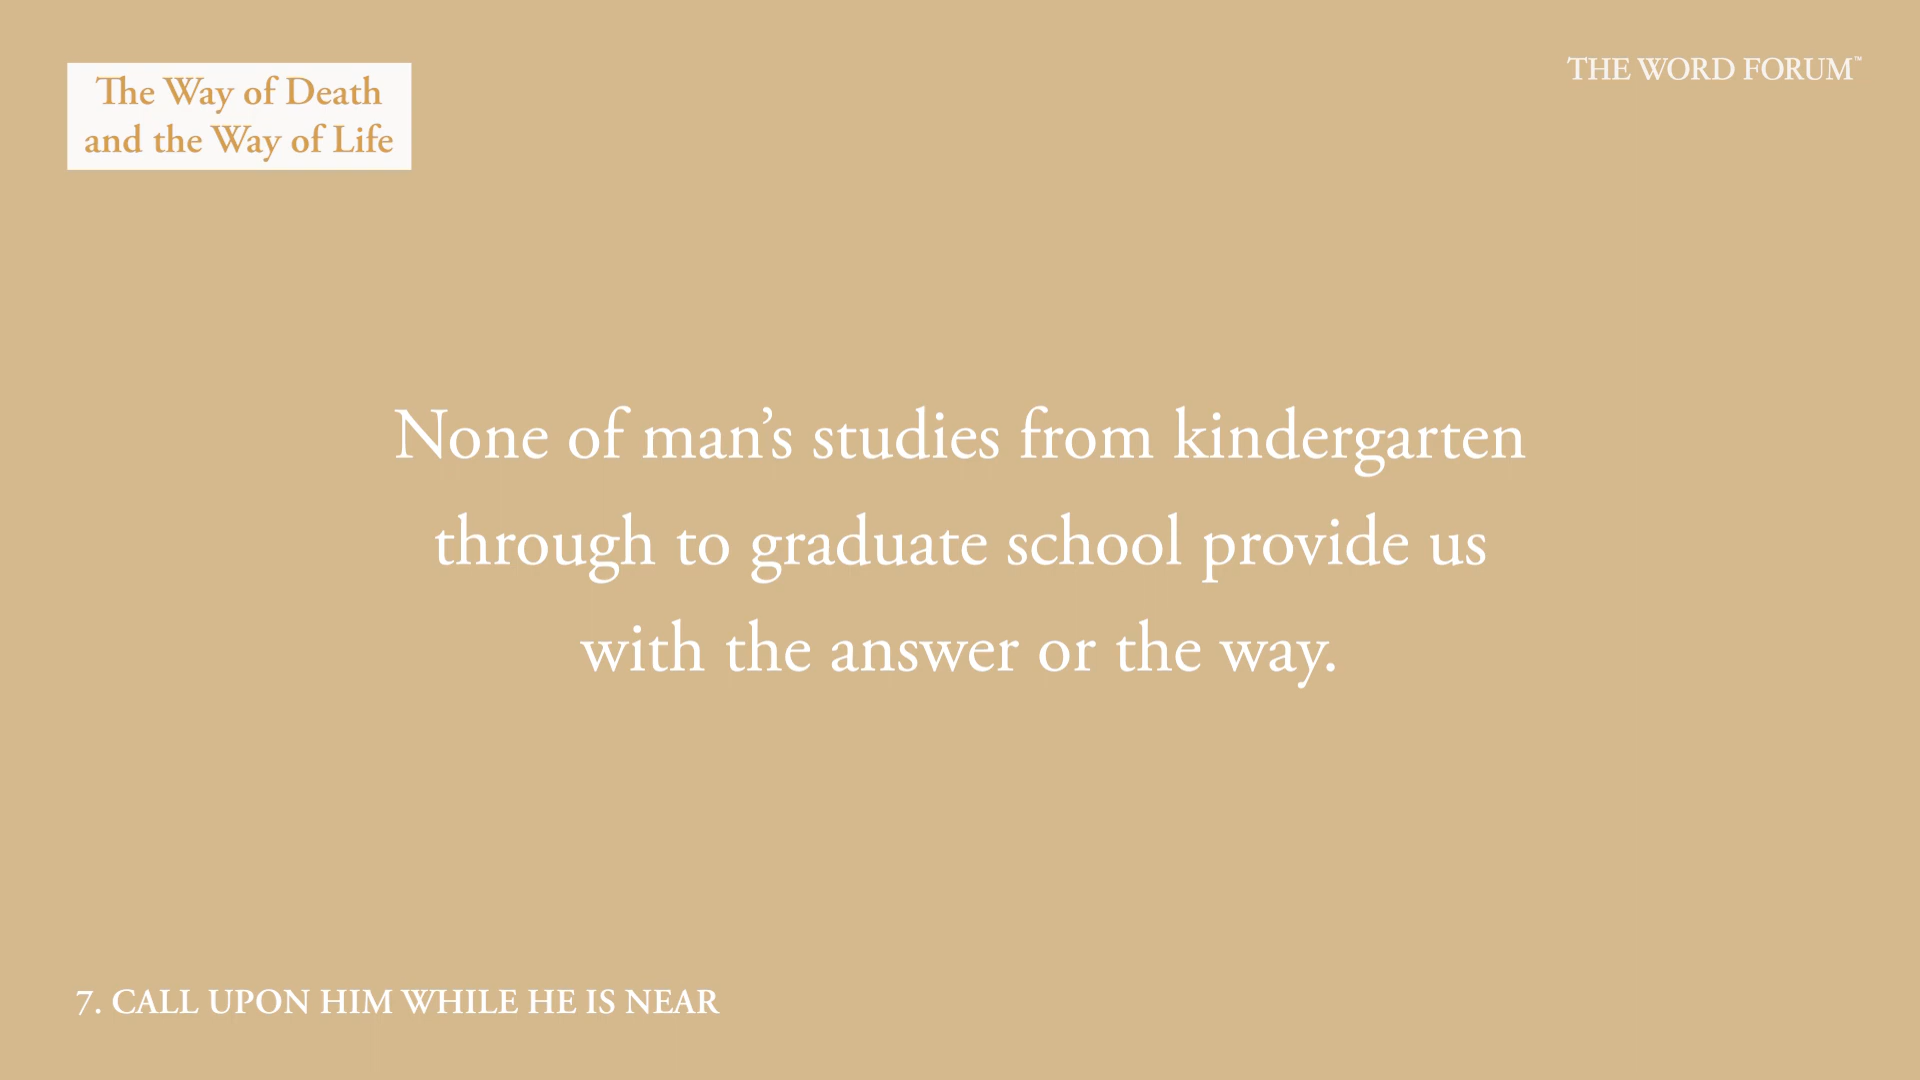 The Way of Death
and the Way of Life
THE WORD FORUM™
None of man’s studies from kindergarten
through to graduate school provide us
with the answer or the way.
7. CALL UPON HIM WHILE HE IS NEAR